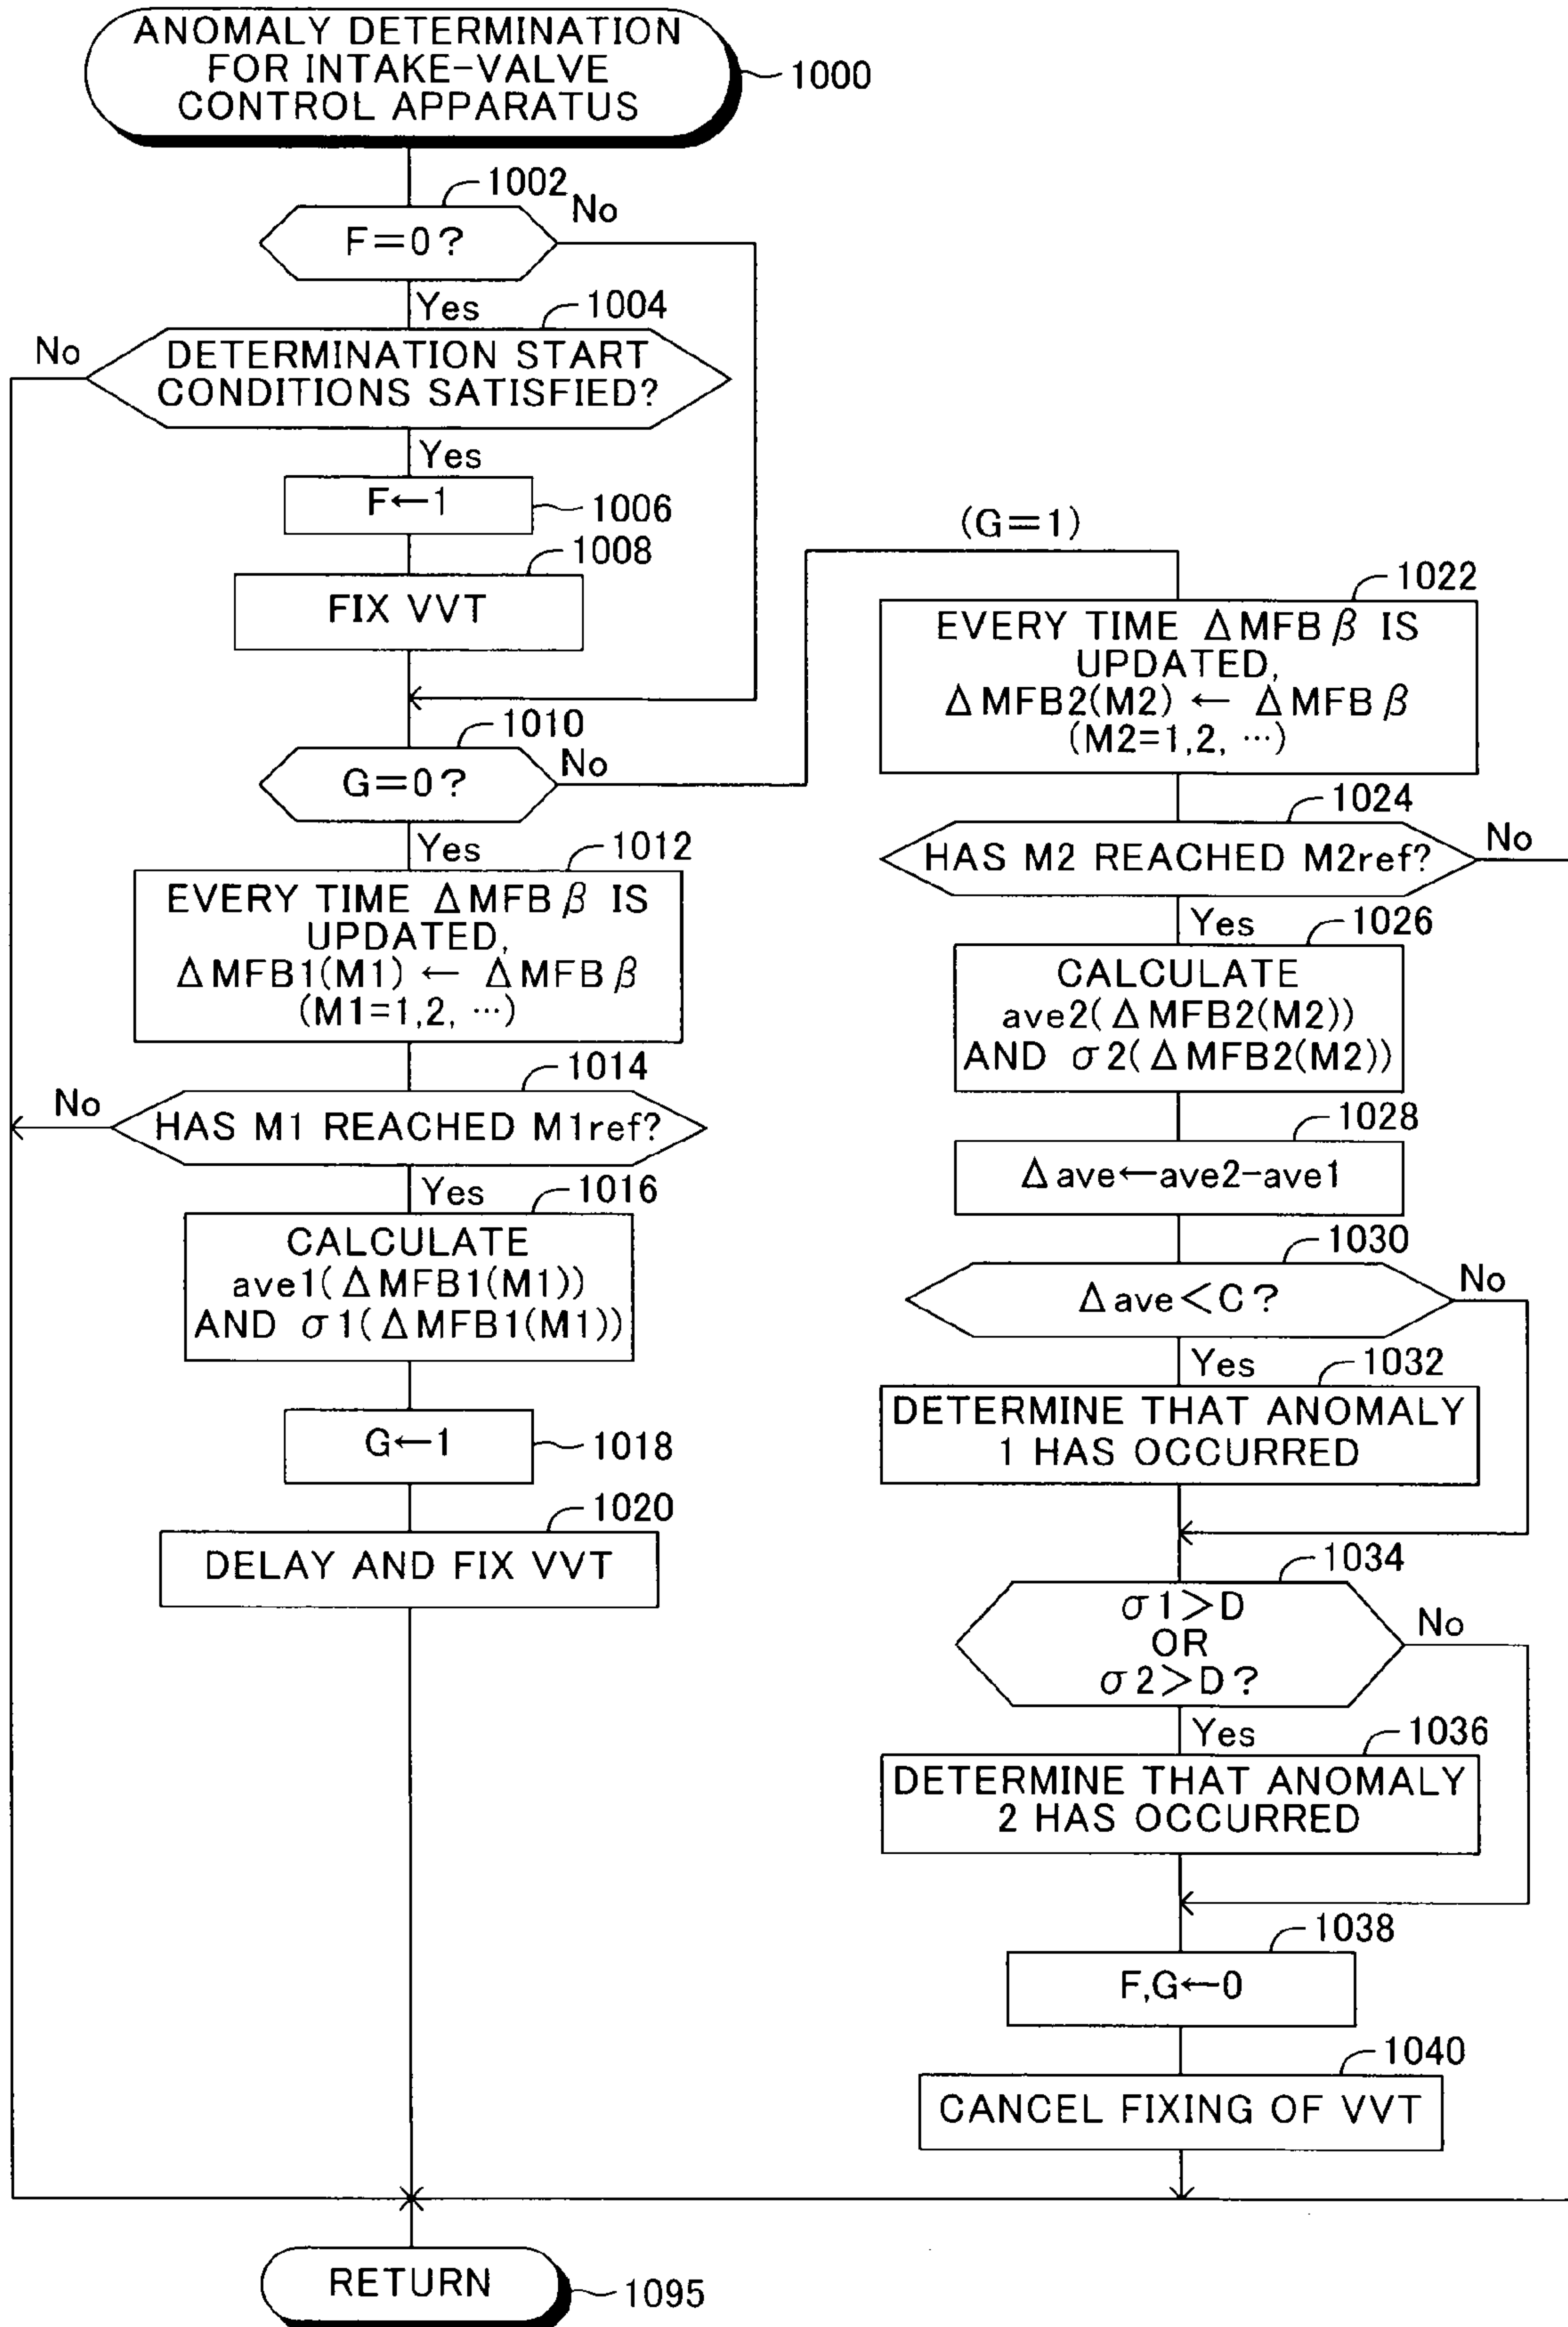 ANOMALY DETERMINATION
FOR INTAKE-VALVE
CONTROL APPARATUS
1000
1002
F=0?
No
Yes
1004
DETERMINATION START
CONDITIONS SATISFIED?
No
Yes
F←1
1006
1008
FIX VVT
1010
G=0?
No
Yes
1012
EVERY TIME ΔMFBβ IS
UPDATED,
ΔMFB1(M1) ← ΔMFBβ
(M1=1,2, ⋯)
1014
No
HAS M1 REACHED M1ref?
Yes
1016
CALCULATE
ave1(ΔMFB1(M1))
AND σ1(ΔMFB1(M1))
G←1
1018
1020
DELAY AND FIX VVT
(G=1)
1022
EVERY TIME ΔMFBβ IS
UPDATED,
ΔMFB2(M2) ← ΔMFBβ
(M2=1,2, ⋯)
1024
HAS M2 REACHED M2ref?
No
Yes
1026
CALCULATE
ave2(ΔMFB2(M2))
AND σ2(ΔMFB2(M2))
1028
Δave←ave2-ave1
1030
Δave<C?
No
Yes
1032
DETERMINE THAT ANOMALY
1 HAS OCCURRED
1034
σ1>D
OR
σ2>D?
No
Yes
1036
DETERMINE THAT ANOMALY
2 HAS OCCURRED
1038
F,G←0
1040
CANCEL FIXING OF VVT
RETURN
1095